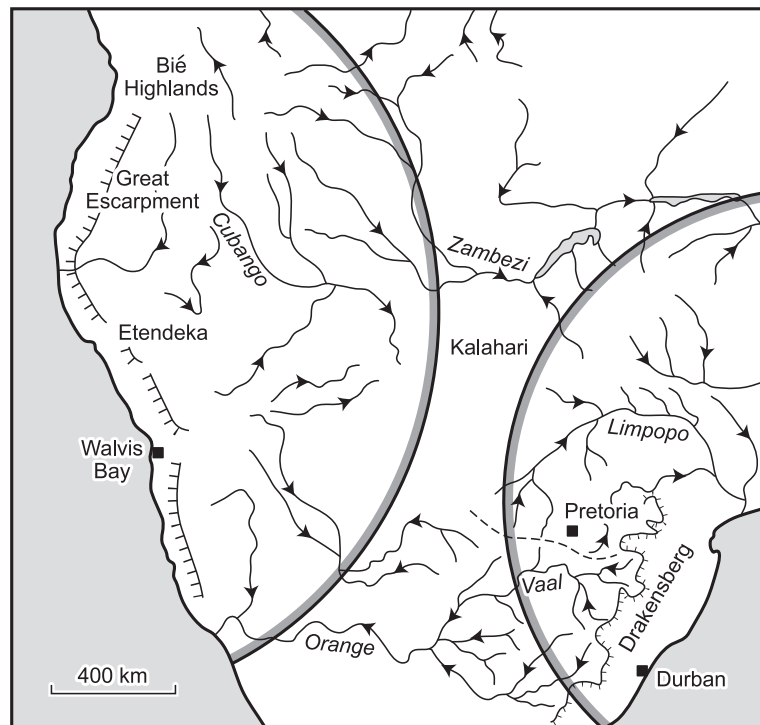 Bié
Highlands
Great
Escarpment
Cubango
Zambezi
Etendeka
Kalahari
Walvis
Bay
Limpopo
Pretoria
Vaal
Drakensberg
Orange
400 km
Durban